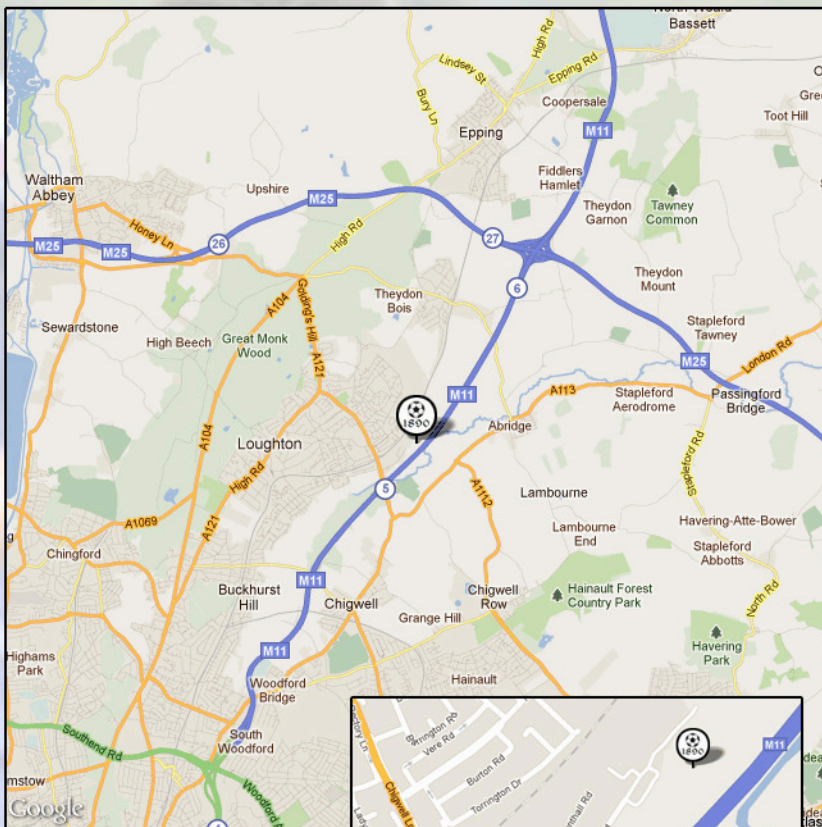 North Weald
Bassett
High Rd
Lindsey St
Epping Rd
Bury Ln
Coopersale
Epping
M11
Toot Hill
Fiddlers
Hamlet
Waltham
Abbey
Upshire
M25
Theydon
Garnon
Tawney
Common
High Rd
Honey Ln
26
27
M25
M25
6
Theydon
Mount
Theydon
Bois
Golding's Hill
A104
Sewardstone
High Beech
Great Monk
Wood
A121
Stapleford
Tawney
London Rd
M25
M11
A113
Stapleford
Aerodrome
Passingford
Bridge
1890
Abridge
A104
Loughton
High Rd
Stapleford Rd
5
A1112
Lambourne
A1069
A121
Chingford
Lambourne
End
Havering-Atte-Bower
Stapleford
Abbotts
M11
Buckhurst
Hill
Chigwell
Chigwell
Row
Hainault Forest
Country Park
Grange Hill
North Rd
M11
Highams
Park
Havering
Park
Woodford
Bridge
Hainault
South
Woodford
Southend Rd
Vere Rd
Burton Rd
Torrington Dr
Chigwell Ln
1890
M11
Google
4